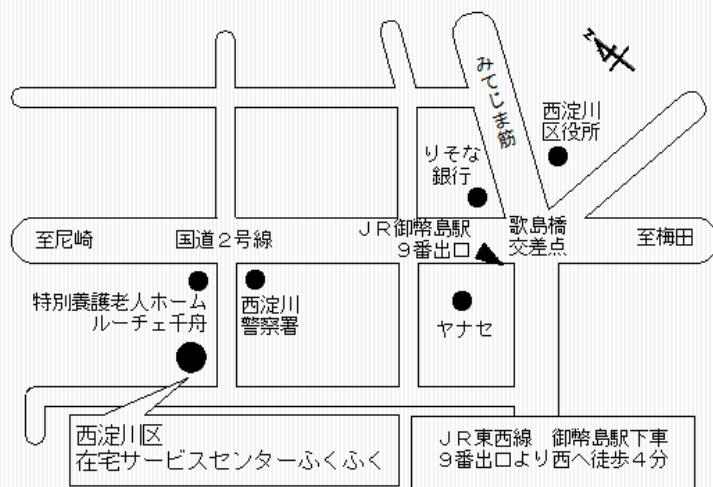 N
みてじま筋
西淀川
区役所
りそな
銀行
JR御幣島駅
9番出口
歌島橋
交差点
至尼崎
国道2号線
至梅田
特別養護老人ホーム
ルーチェ千舟
西淀川
警察署
ヤナセ
西淀川区
在宅サービスセンターふくふく
JR東西線 御幣島駅下車
9番出口より西へ徒歩4分